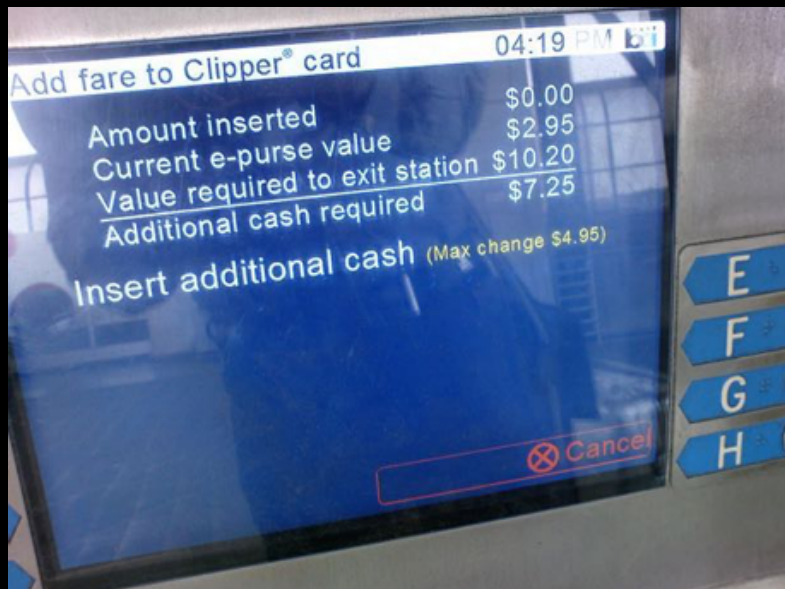 Add fare to Clipper® card 04:19 PM ba
Amount inserted $0.00
Current e-purse value $2.95
Value required to exit station $10.20
Additional cash required $7.25
Insert additional cash (Max change $4.95)
E
F
G
H
Cancel